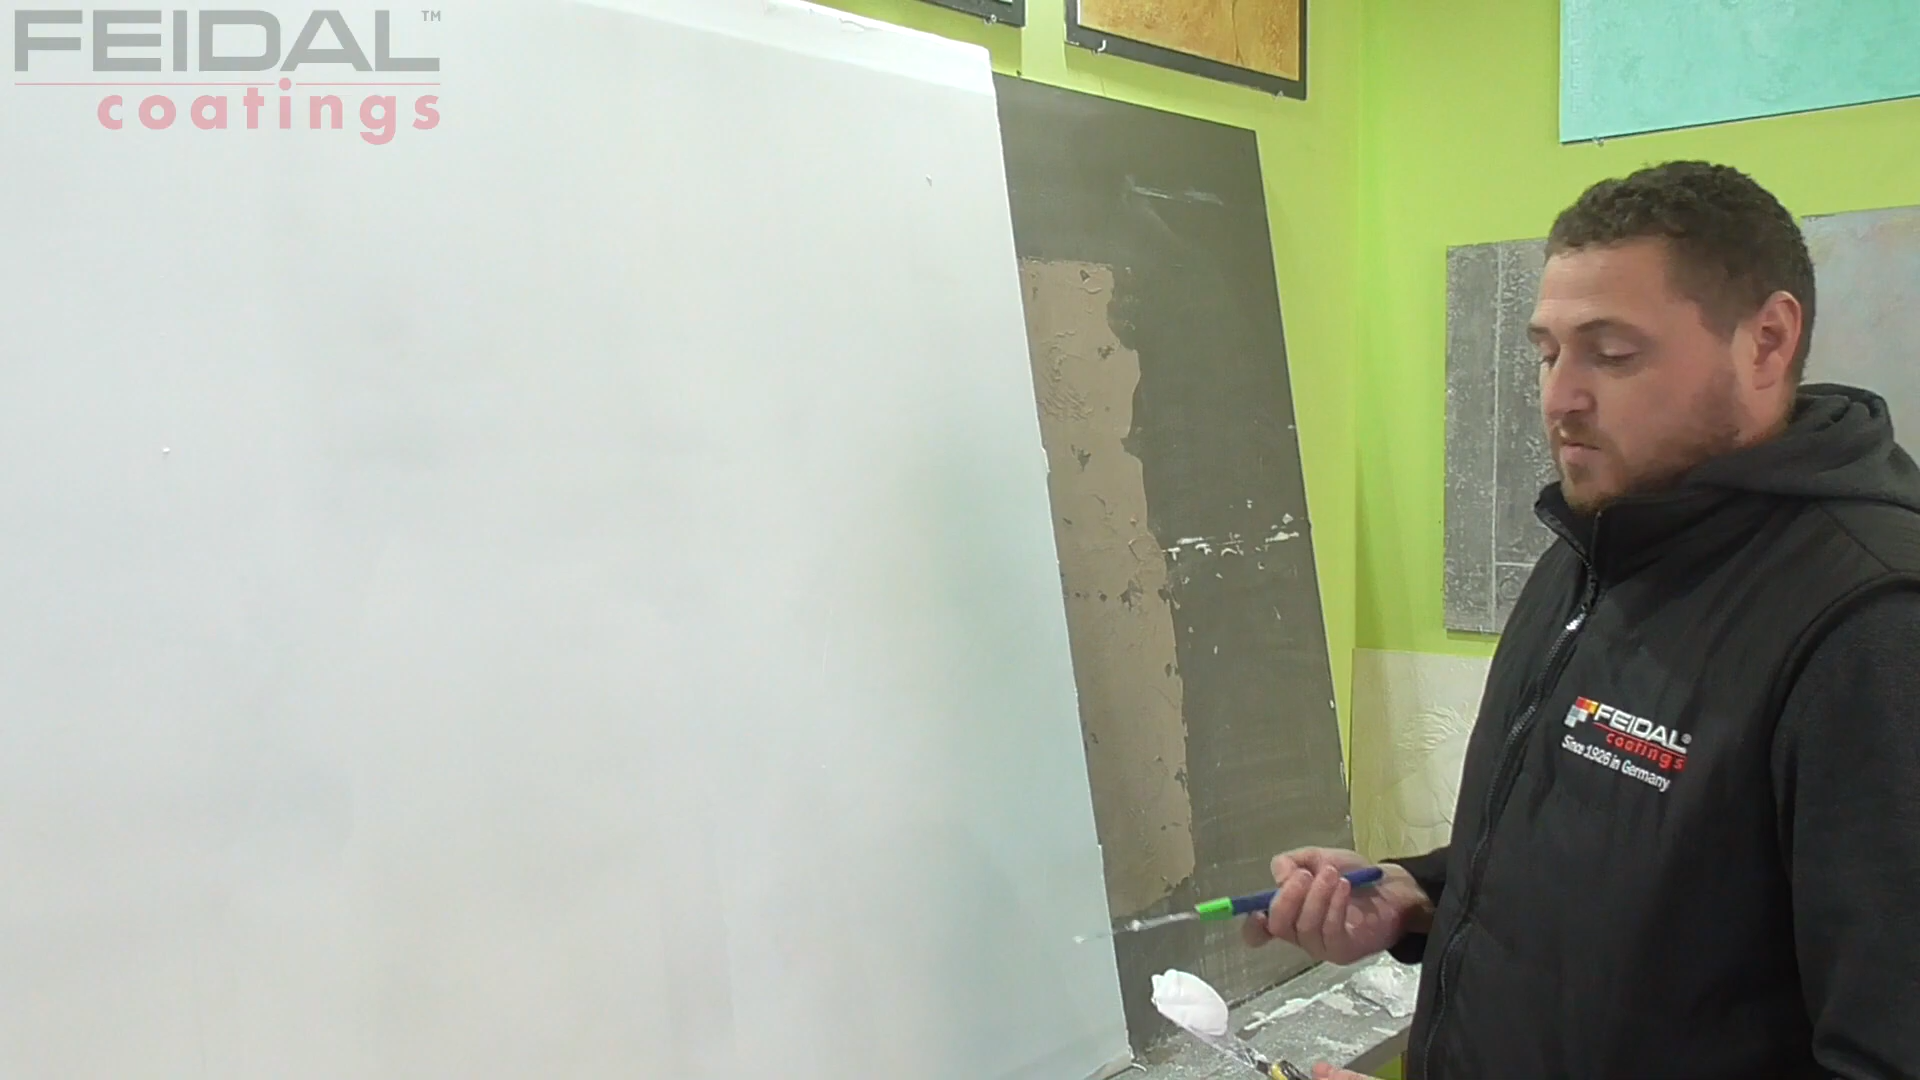 FEIDAL™
coatings
FEIDAL®
coatings
Since 1926 in Germany